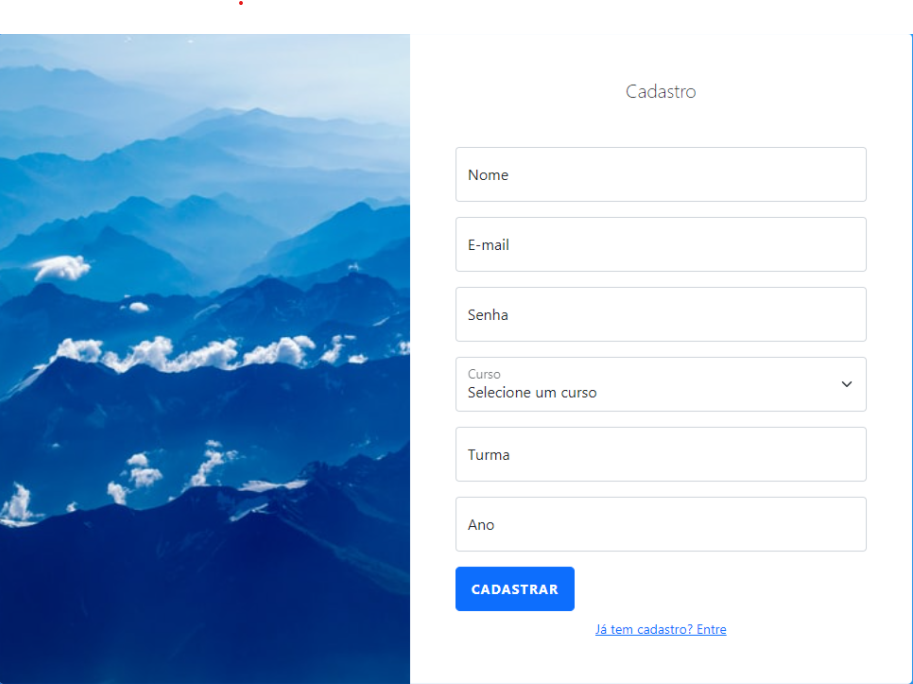 Cadastro
Nome
E-mail
Senha
Curso
Selecione um curso
Turma
Ano
CADASTRAR
Já tem cadastro? Entre